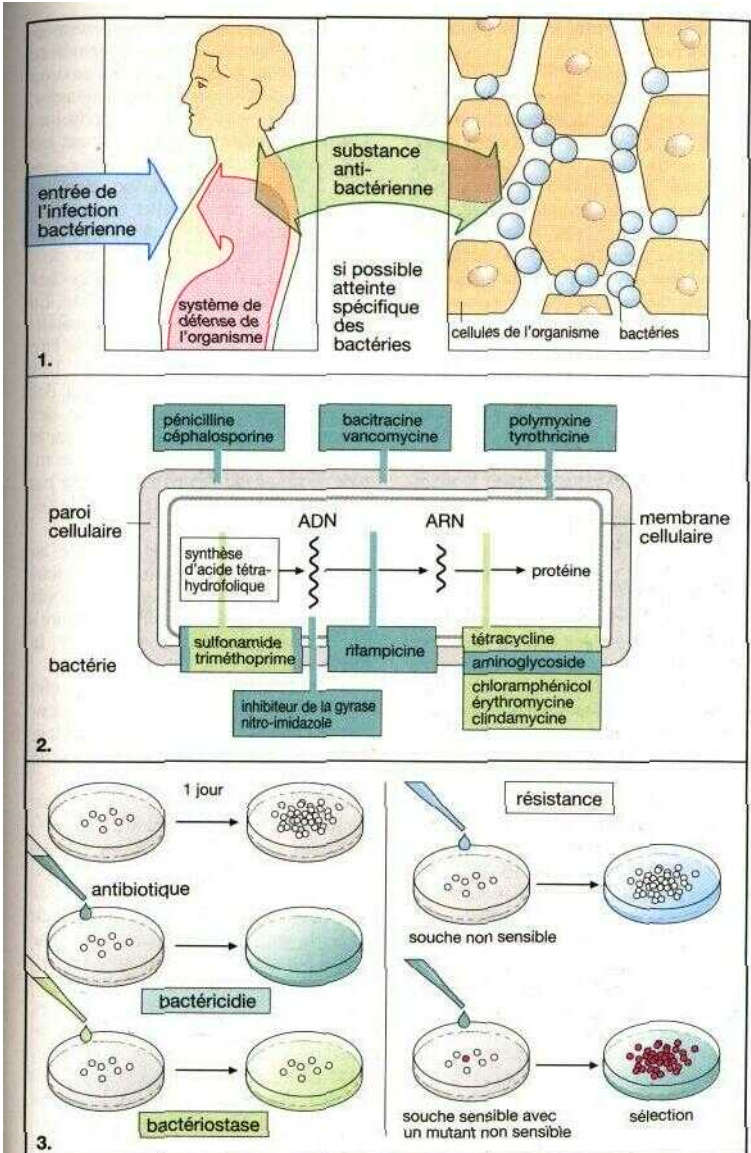 entrée de
l'infection
bactérienne
système de
défense de
l'organisme
substance
anti-
bactérienne
si possible
atteinte
spécifique
des
bactéries
cellules de l'organisme
bactéries
1.
pénicilline
céphalosporine
bacitracine
vancomycine
polymyxine
tyrothricine
paroi
cellulaire
ADN
ARN
membrane
cellulaire
synthèse
d'acide tétra-
hydrofolique
protéine
bactérie
sulfonamide
triméthoprime
rifampicine
tétracycline
aminoglycoside
chloramphénicol
érythromycine
clindamycine
inhibiteur de la gyrase
nitro-imidazole
2.
1 jour
antibiotique
bactéricidie
bactériostase
résistance
souche non sensible
souche sensible avec
un mutant non sensible
sélection
3.